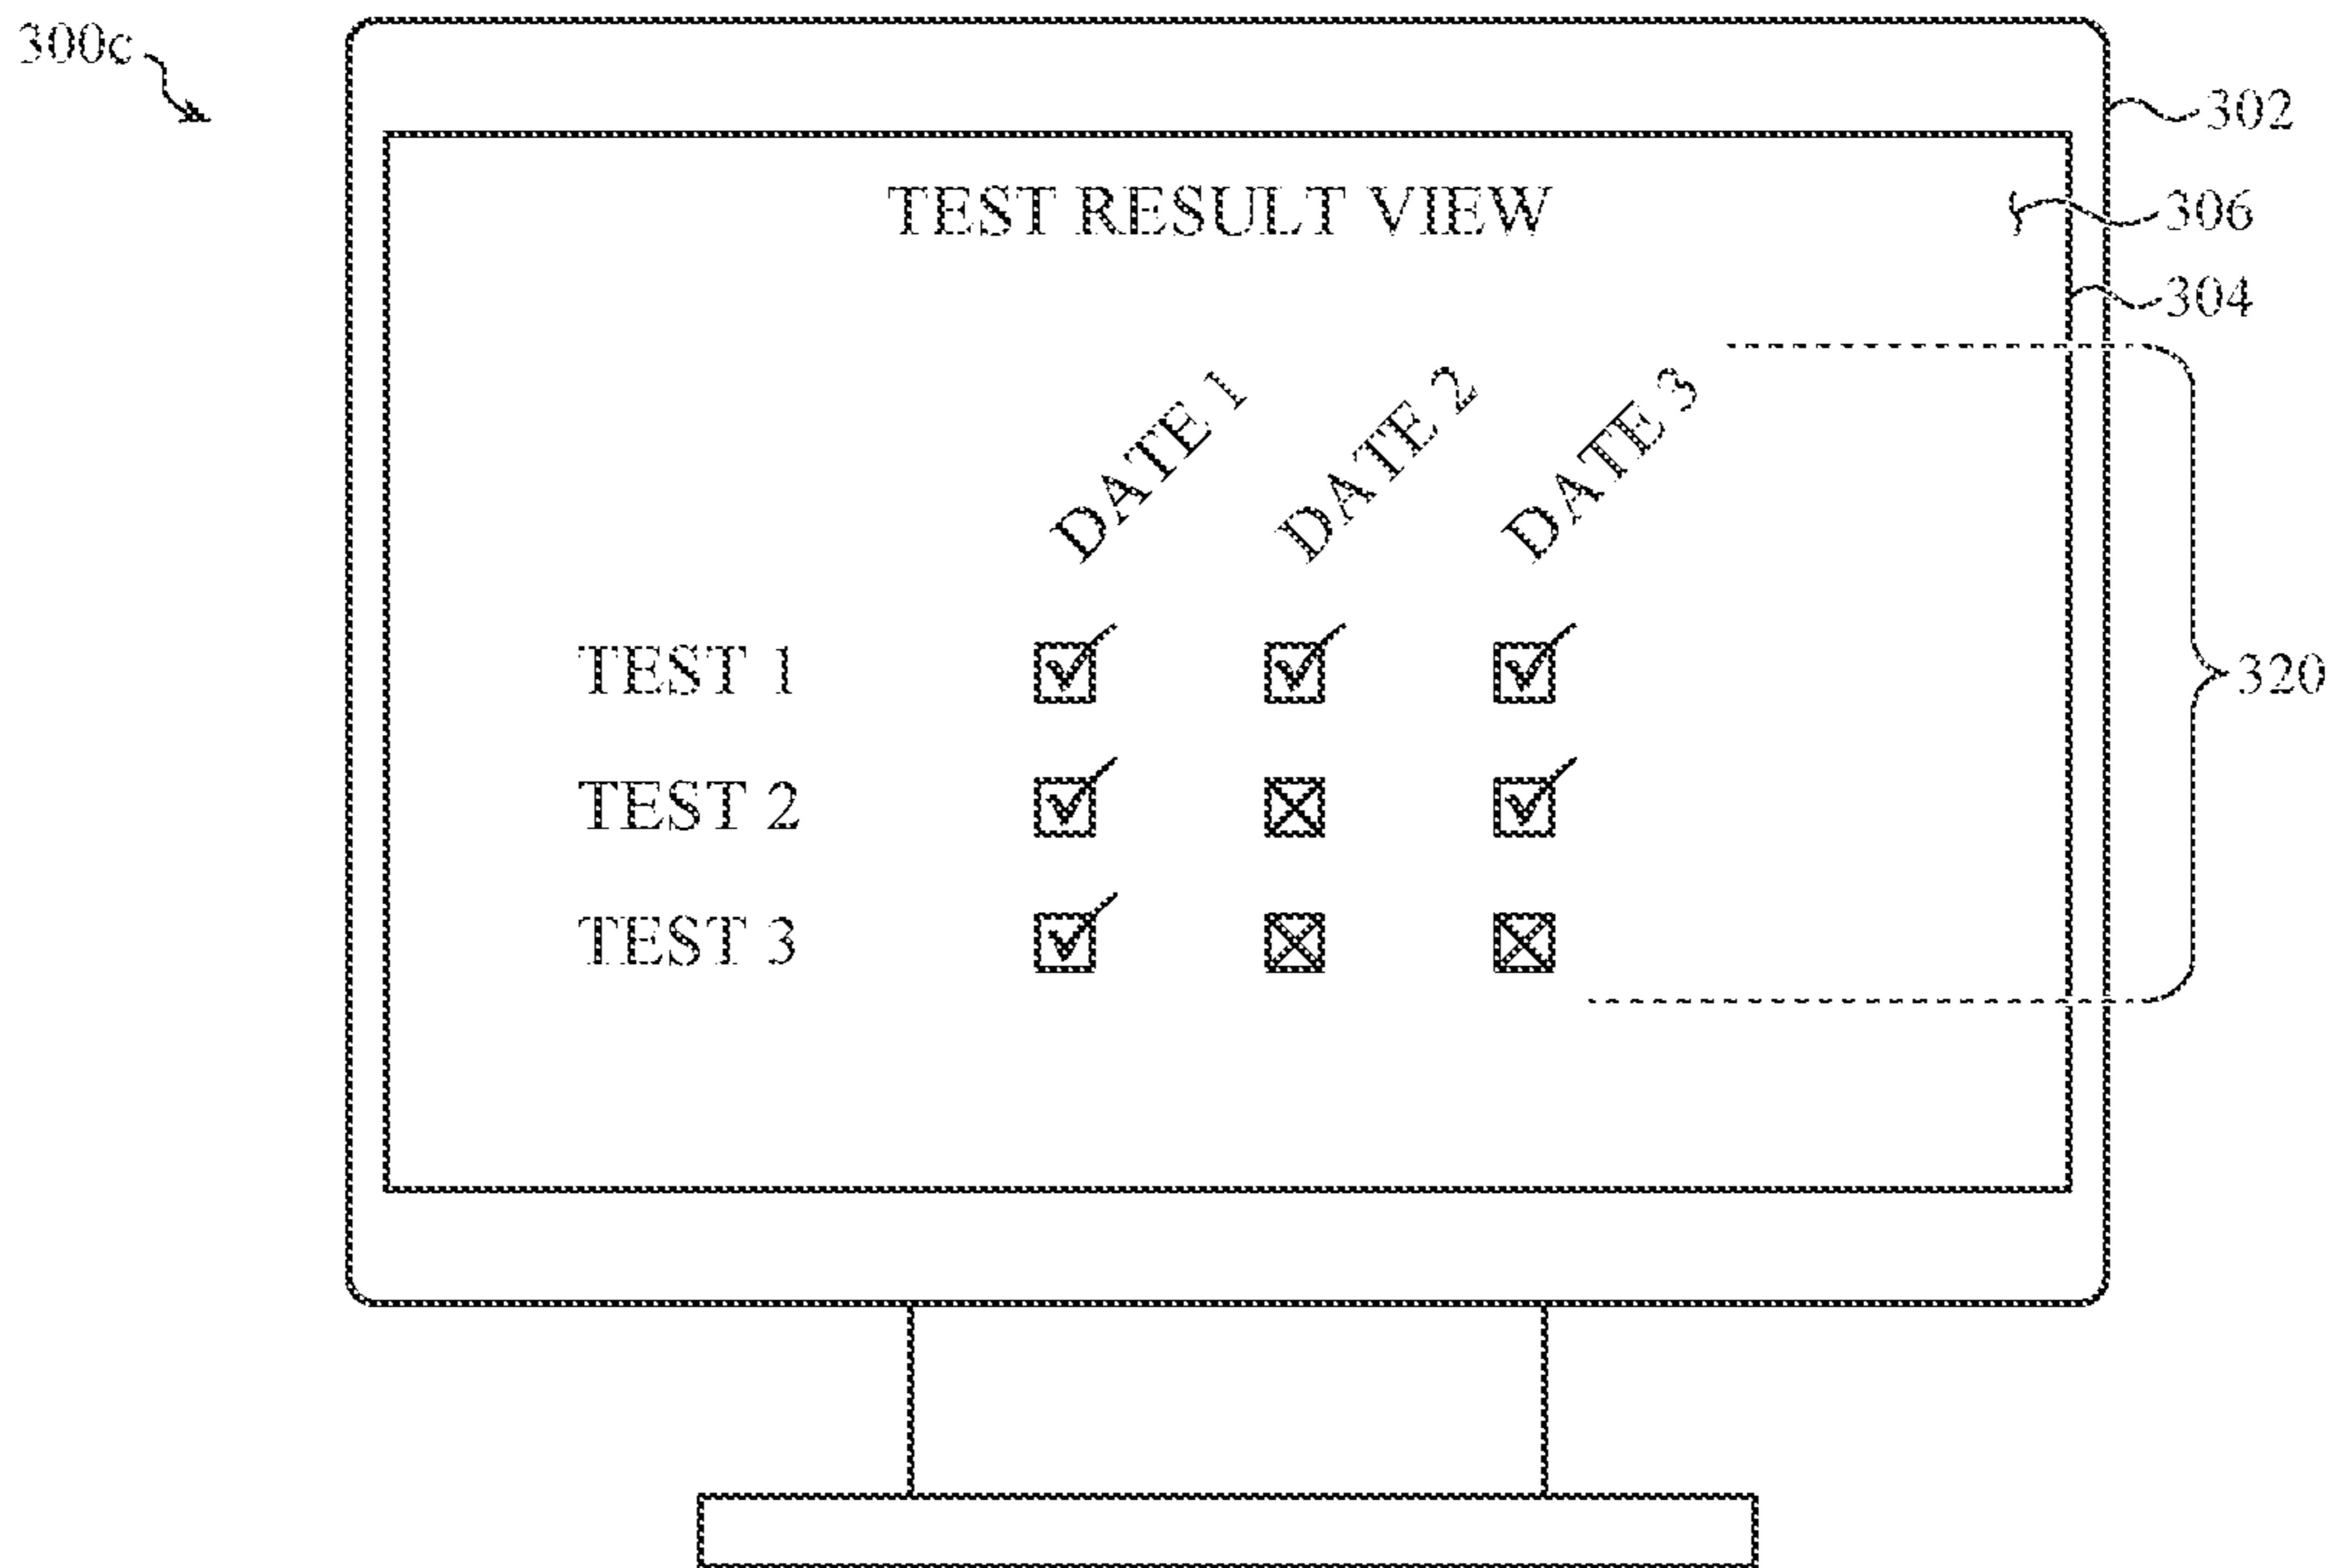 300c
302
TEST RESULT VIEW
306
304
DATE 1 DATE 2 DATE 3
TEST 1
320
TEST 2
TEST 3